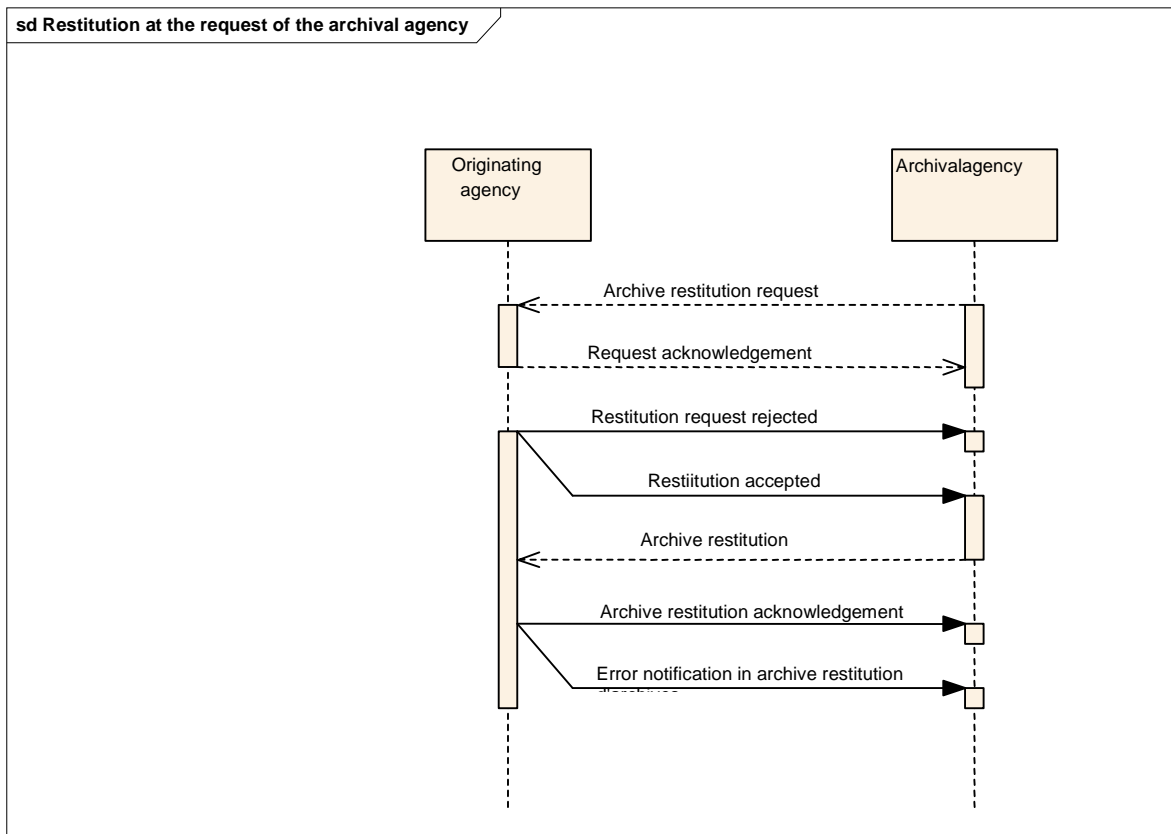 sd Restitution at the request of the archival agency
Originating
agency
Archivalagency
Archive restitution request
Request acknowledgement
Restitution request rejected
Restiitution accepted
Archive restitution
Archive restitution acknowledgement
Error notification in archive restitution